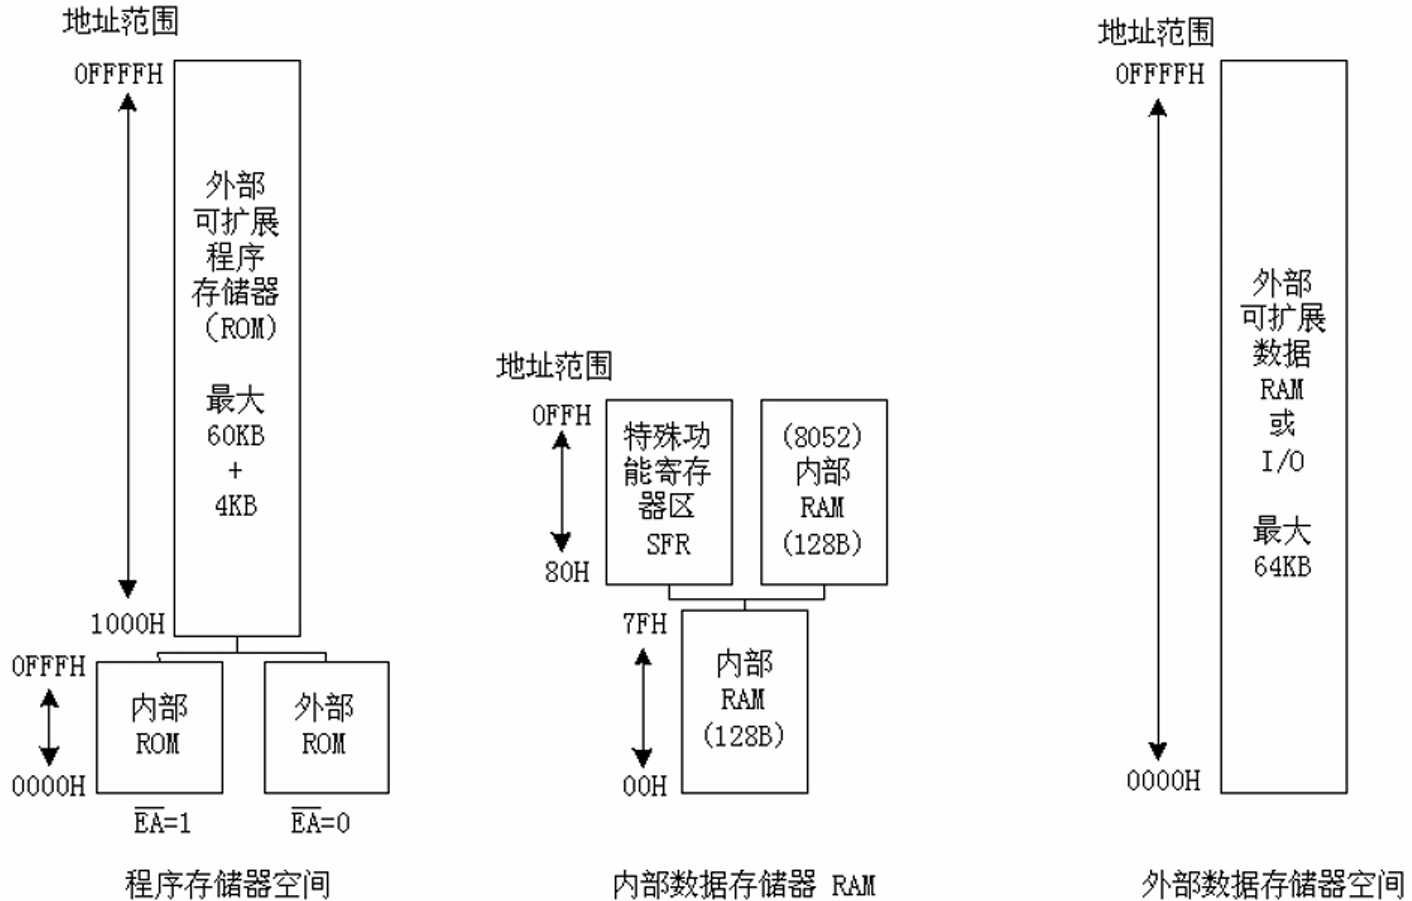 地址范围
0FFFFH
外部
可扩展
程序
存储器
(ROM)
最大
60KB
+
4KB
1000H
0FFFH
0000H
内部
ROM
外部
ROM
E̅A̅=1
E̅A̅=0
程序存储器空间
地址范围
0FFH
80H
特殊功
能寄存
器区
SFR
(8052)
内部
RAM
(128B)
7FH
00H
内部
RAM
(128B)
内部数据存储器 RAM
地址范围
0FFFFH
外部
可扩展
数据
RAM
或
I/O
最大
64KB
0000H
外部数据存储器空间